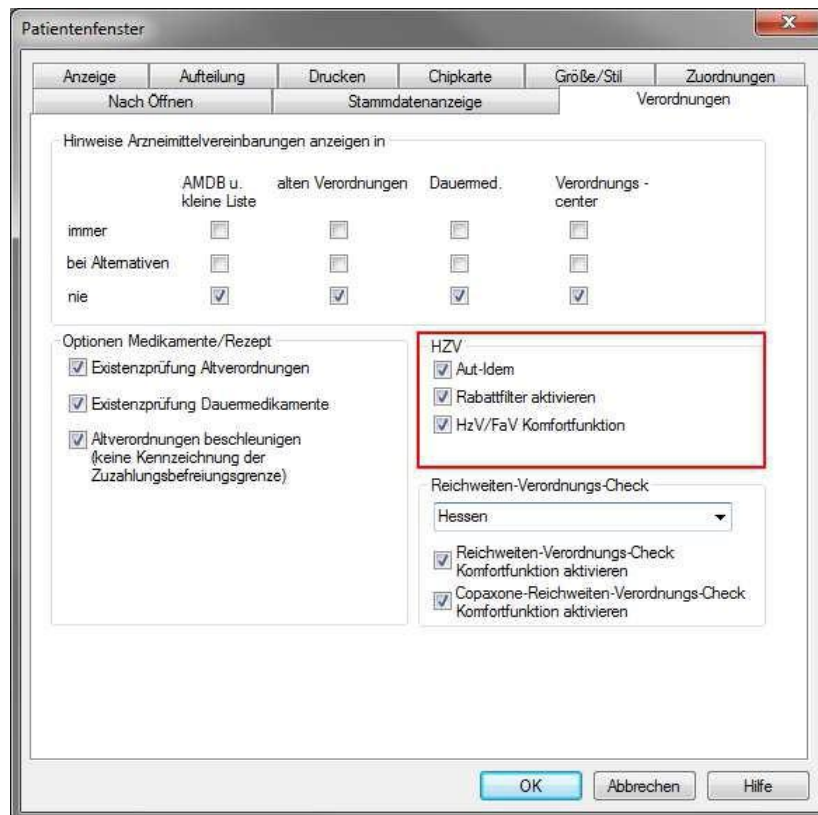 Patientenfenster
Anzeige Aufteilung Drucken Chipkarte Größe/Stil Zuordnungen
Nach Öffnen Stammdatenanzeige Verordnungen
Hinweise Arzneimittelvereinbarungen anzeigen in
AMDB u. kleine Liste
alten Verordnungen
Dauermed.
Verordnungs - center
immer
bei Alternativen
nie
Optionen Medikamente/Rezept
Existenzprüfung Altverordnungen
Existenzprüfung Dauermedikamente
Altverordnungen beschleunigen
(keine Kennzeichnung der
Zuzahlungsbefreiungsgrenze)
HZV
Aut-Idem
Rabattfilter aktivieren
HzV/FaV Komfortfunktion
Reichweiten-Verordnungs-Check
Hessen
Reichweiten-Verordnungs-Check
Komfortfunktion aktivieren
Copaxone-Reichweiten-Verordnungs-Check
Komfortfunktion aktivieren
OK Abbrechen Hilfe